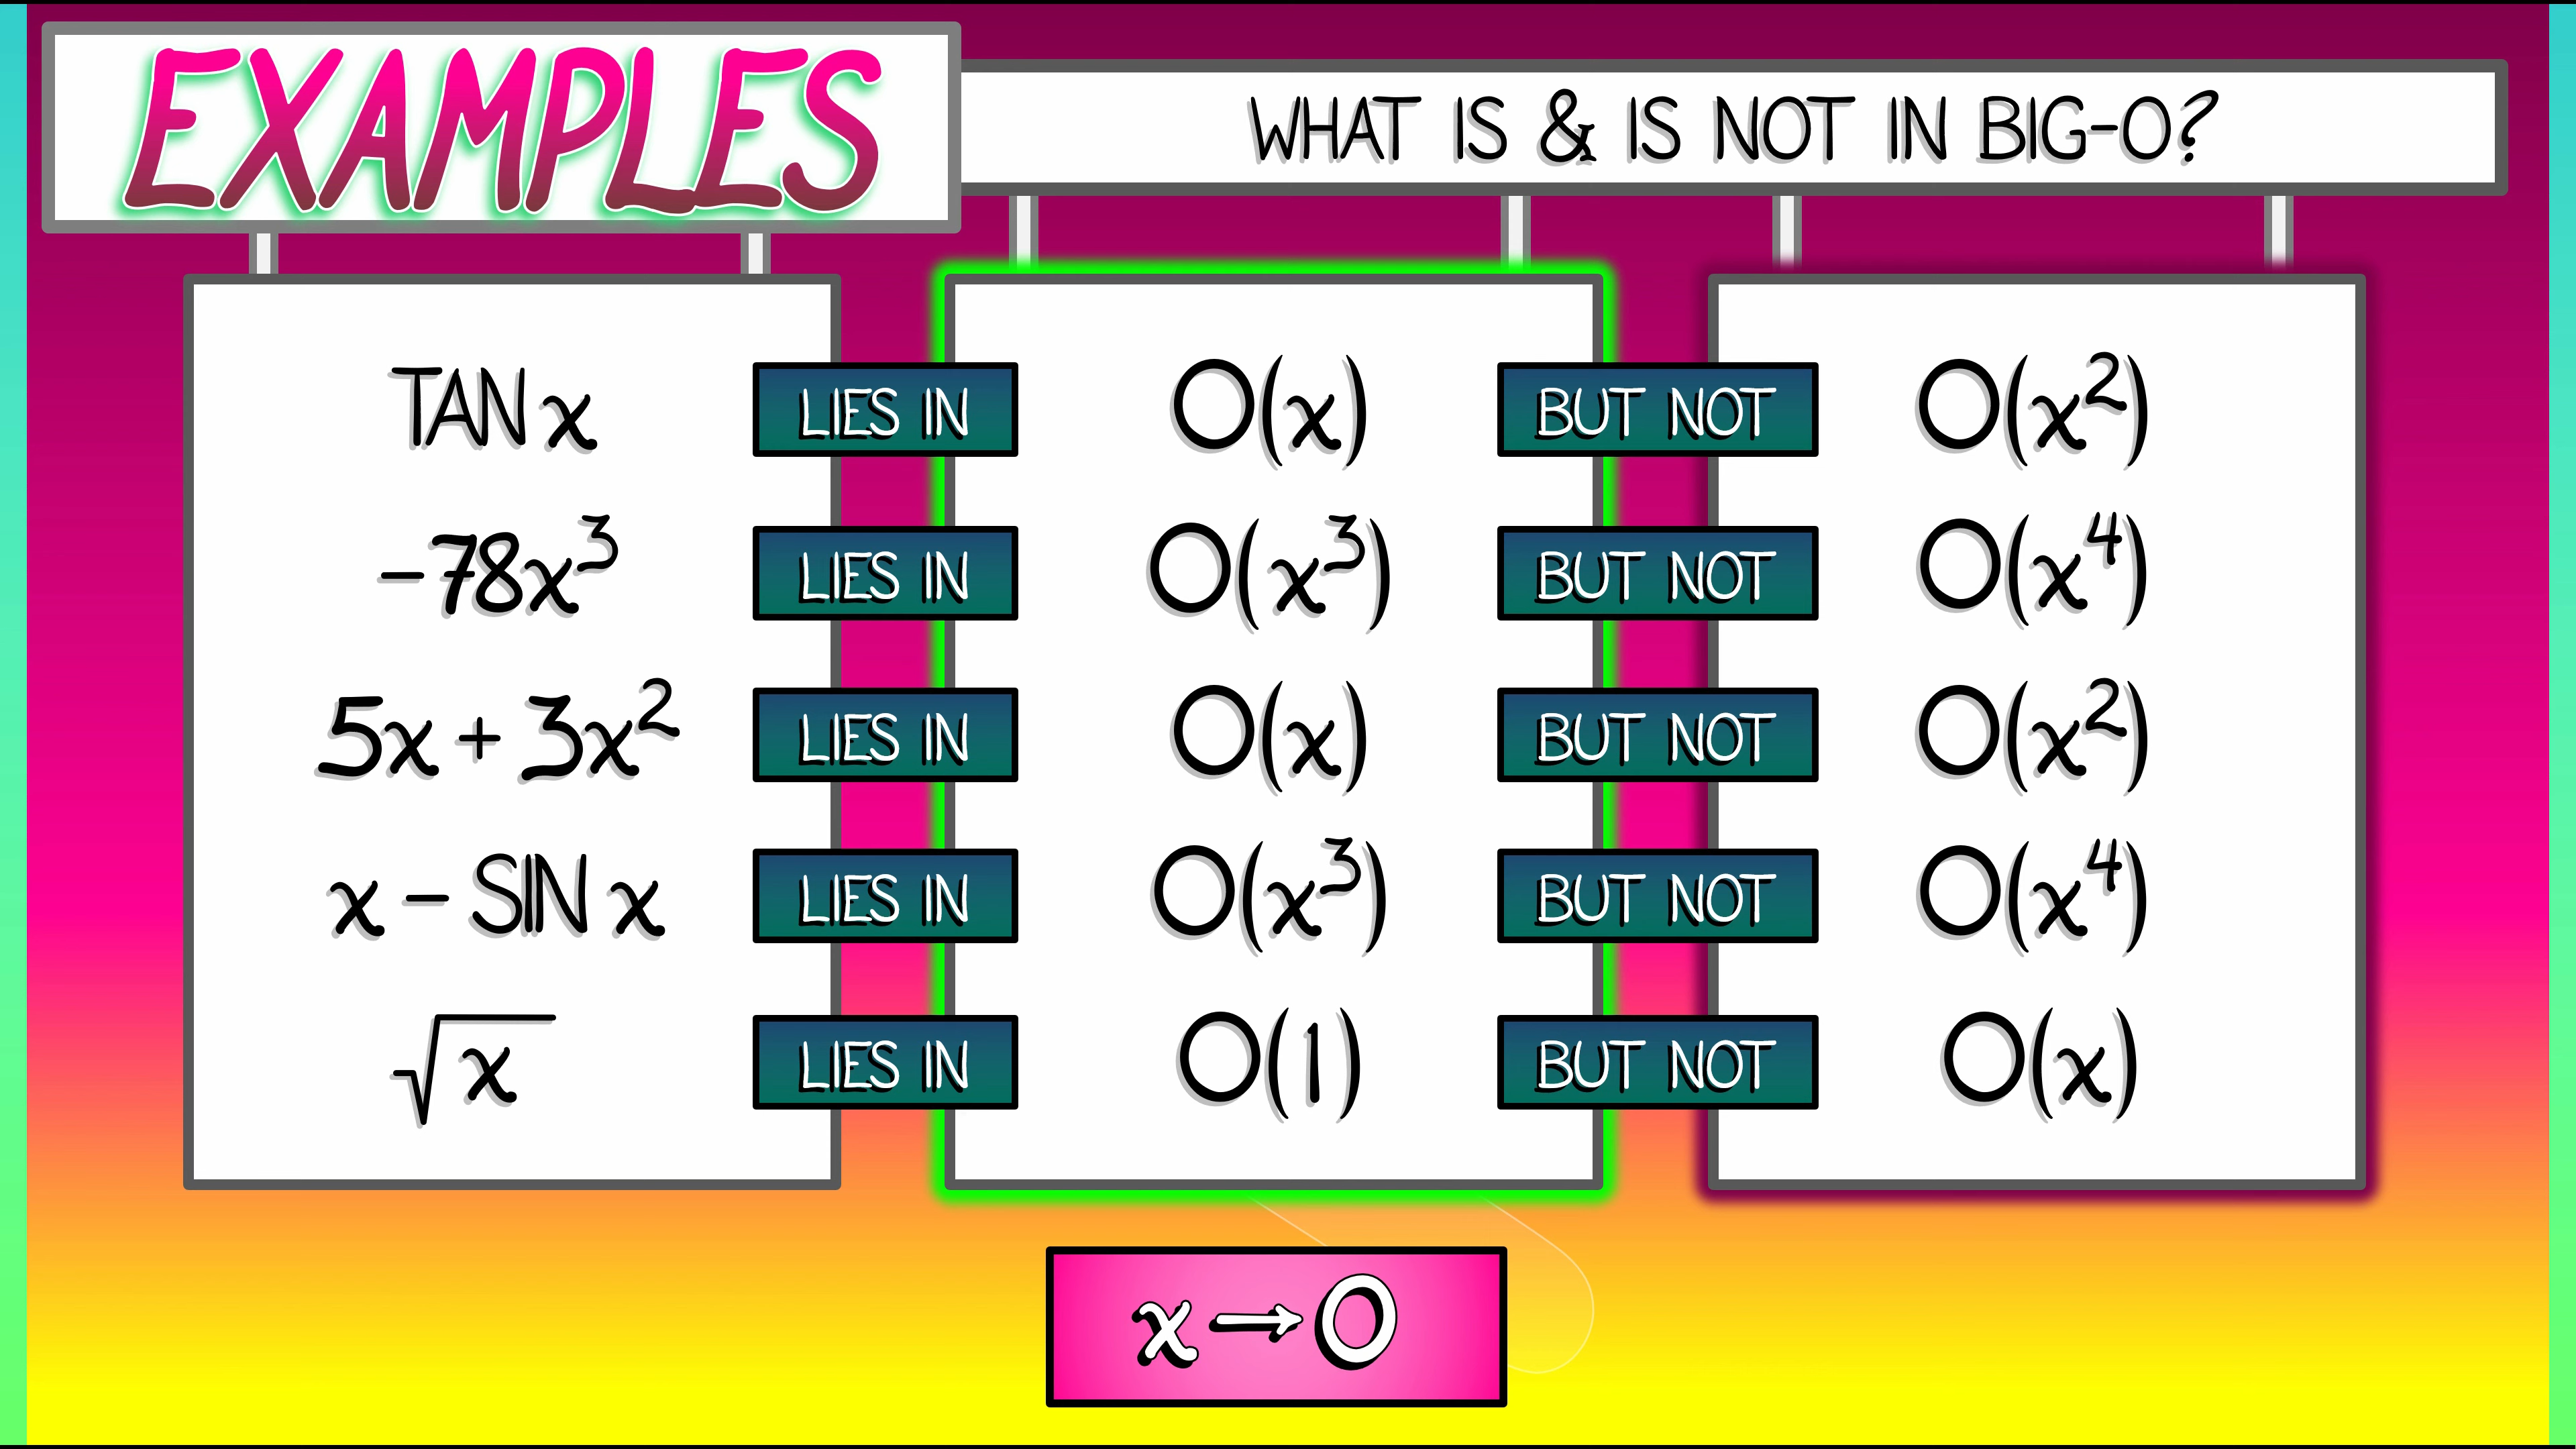 EXAMPLES
WHAT IS & IS NOT IN BIG-O?
TAN x LIES IN O(x) BUT NOT O(x²)
-78x³ LIES IN O(x³) BUT NOT O(x⁴)
5x + 3x² LIES IN O(x) BUT NOT O(x²)
x - SIN x LIES IN O(x³) BUT NOT O(x⁴)
√x LIES IN O(1) BUT NOT O(x)
x→0